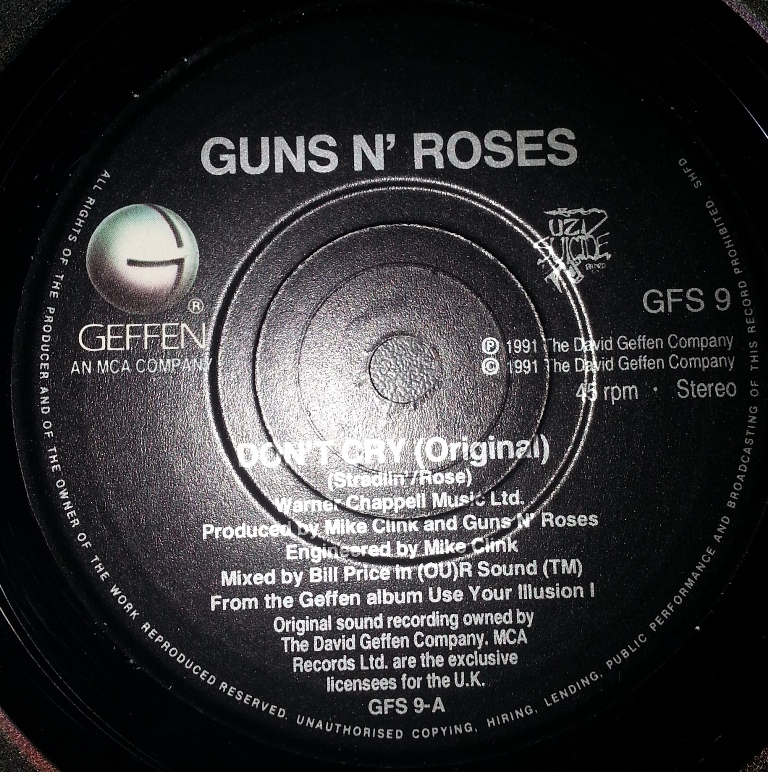 GUNS N' ROSES
GEFFEN ®
AN MCA COMPANY
UZI
SUICIDE
GFS 9
℗ 1991 The David Geffen Company
© 1991 The David Geffen Company
45 rpm · Stereo
DON'T CRY (Original)
(Stradlin'/Rose)
Warner Chappell Music Ltd.
Produced by Mike Clink and Guns N' Roses
Engineered by Mike Clink
Mixed by Bill Price in (OU)R Sound (TM)
From the Geffen album Use Your Illusion I
Original sound recording owned by
The David Geffen Company. MCA
Records Ltd. are the exclusive
licensees for the U.K.
GFS 9-A
ALL RIGHTS OF THE PRODUCER AND OF THE OWNER OF THE WORK REPRODUCED RESERVED. UNAUTHORISED COPYING, HIRING, LENDING, PUBLIC PERFORMANCE AND BROADCASTING OF THIS RECORD PROHIBITED. SMFD